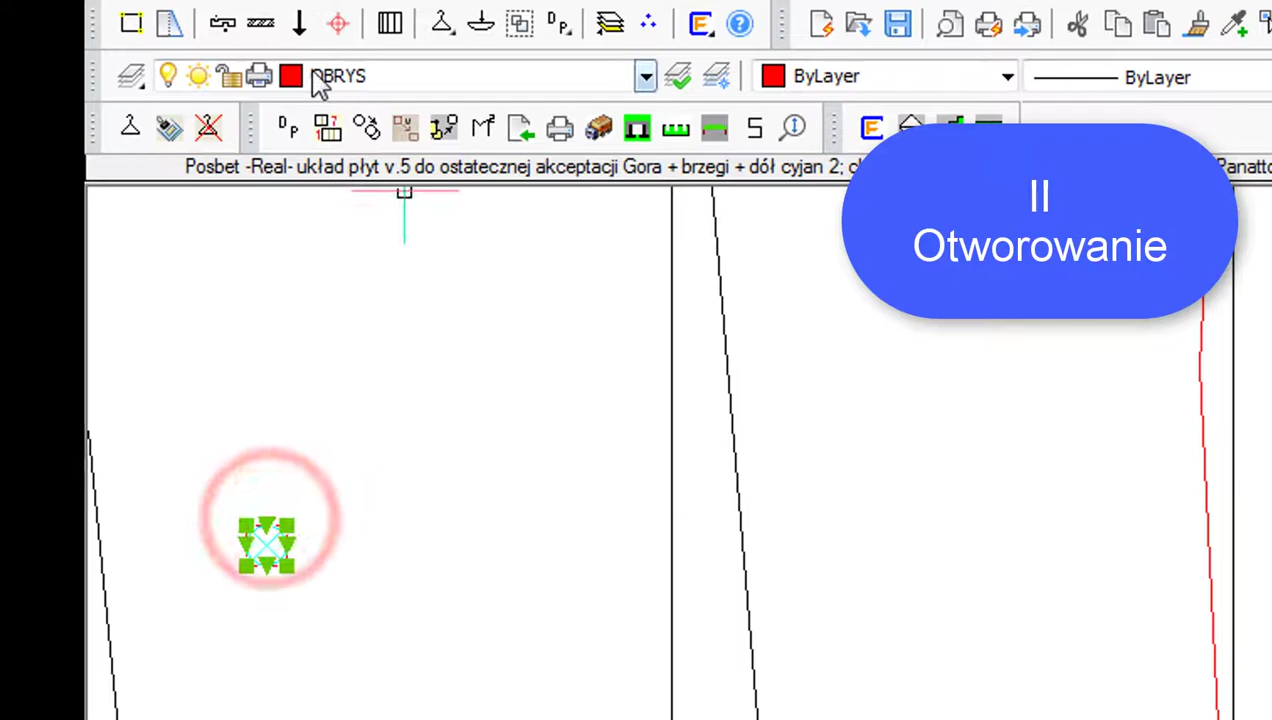 OBRYS
ByLayer
ByLayer
Posbet -Real- układ płyt v.5 do ostatecznej akceptacji Gora + brzegi + dół cyjan 2;
II
Otworowanie